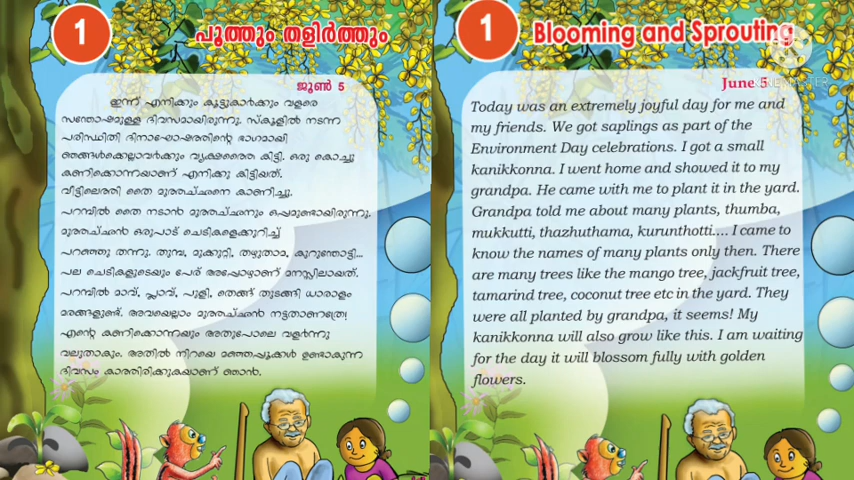 1
പൂത്തും തളിർത്തും
ജൂൺ 5
ഇന്ന് എനിക്കും കൂട്ടുകാർക്കും വളരെ
സന്തോഷമുള്ള ദിവസമായിരുന്നു. സ്കൂളിൽ നടന്ന
പരിസ്ഥിതി ദിനാഘോഷത്തിന്റെ ഭാഗമായി
ഞങ്ങൾക്കെല്ലാവർക്കും വൃക്ഷത്തൈ കിട്ടി. ഒരു കൊച്ചു
കണിക്കൊന്നയാണ് എനിക്കു കിട്ടിയത്.
വീട്ടിലെത്തി തൈ മുത്തച്ഛനെ കാണിച്ചു.
പറമ്പിൽ തൈ നടാൻ മുത്തച്ഛനും ഒപ്പമുണ്ടായിരുന്നു.
മുത്തച്ഛൻ ഒരുപാട് ചെടികളെക്കുറിച്ച്
പറഞ്ഞു തന്നു. തുമ്പ, മുക്കുറ്റി, തഴുതാമ, കുറുന്തോട്ടി...
പല ചെടികളുടെയും പേര് അപ്പോഴാണ് മനസ്സിലായത്.
പറമ്പിൽ മാവ്, പ്ലാവ്, പുളി, തെങ്ങ് തുടങ്ങി ധാരാളം
മരങ്ങളുണ്ട്. അവയെല്ലാം മുത്തച്ഛൻ നട്ടതാണത്രേ!
എന്റെ കണിക്കൊന്നയും അതുപോലെ വളർന്നു
വലുതാകും. അതിൽ നിറയെ മഞ്ഞപ്പൂക്കൾ ഉണ്ടാകുന്ന
ദിവസം കാത്തിരിക്കുകയാണ് ഞാൻ.
1
Blooming and Sprouting
June 5
Today was an extremely joyful day for me and
my friends. We got saplings as part of the
Environment Day celebrations. I got a small
kanikkonna. I went home and showed it to my
grandpa. He came with me to plant it in the yard.
Grandpa told me about many plants, thumba,
mukkutti, thazhuthama, kurunthotti.... I came to
know the names of many plants only then. There
are many trees like the mango tree, jackfruit tree,
tamarind tree, coconut tree etc in the yard. They
were all planted by grandpa, it seems! My
kanikkonna will also grow like this. I am waiting
for the day it will blossom fully with golden
flowers.